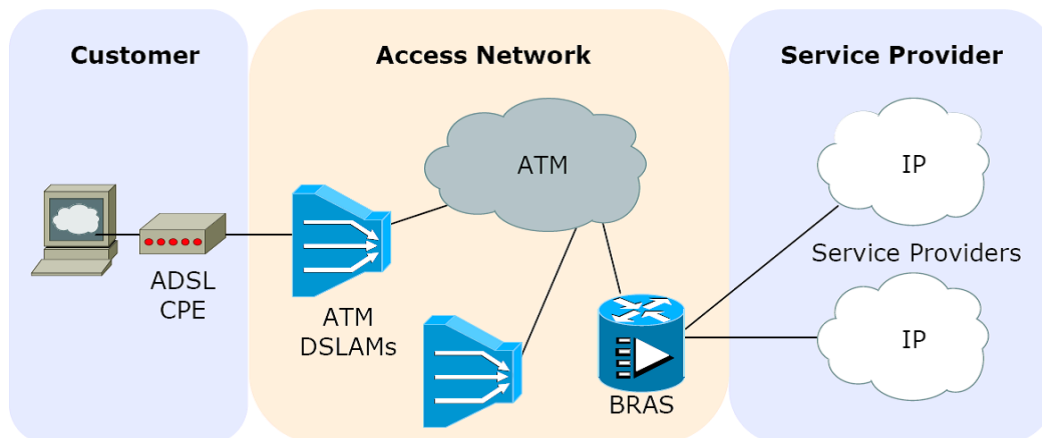 Customer
Access Network
Service Provider
ATM
IP
ADSL
CPE
ATM
DSLAMs
Service Providers
IP
BRAS